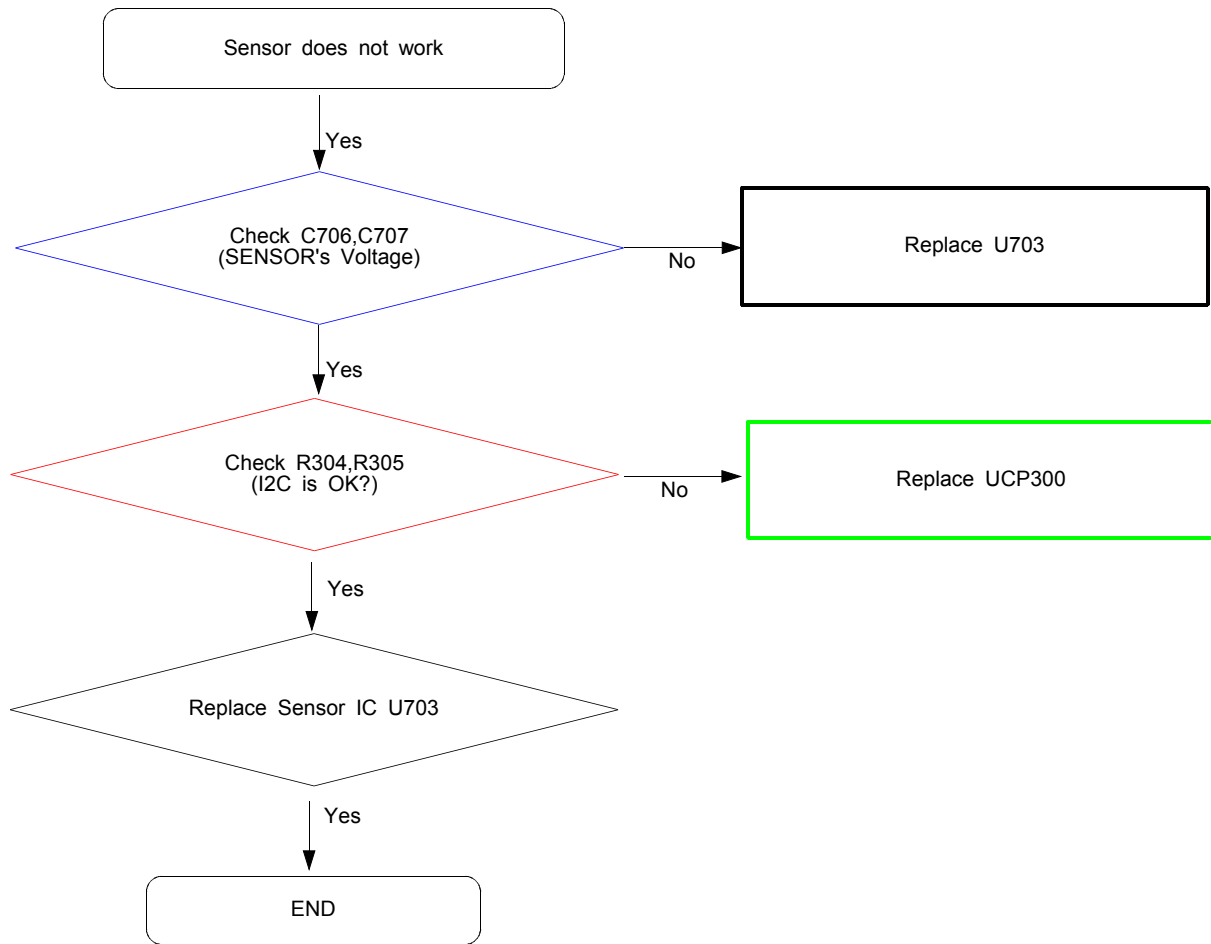 Sensor does not work
Yes
Check C706,C707
(SENSOR's Voltage)
No
Replace U703
Yes
Check R304,R305
(I2C is OK?)
No
Replace UCP300
Yes
Replace Sensor IC U703
Yes
END